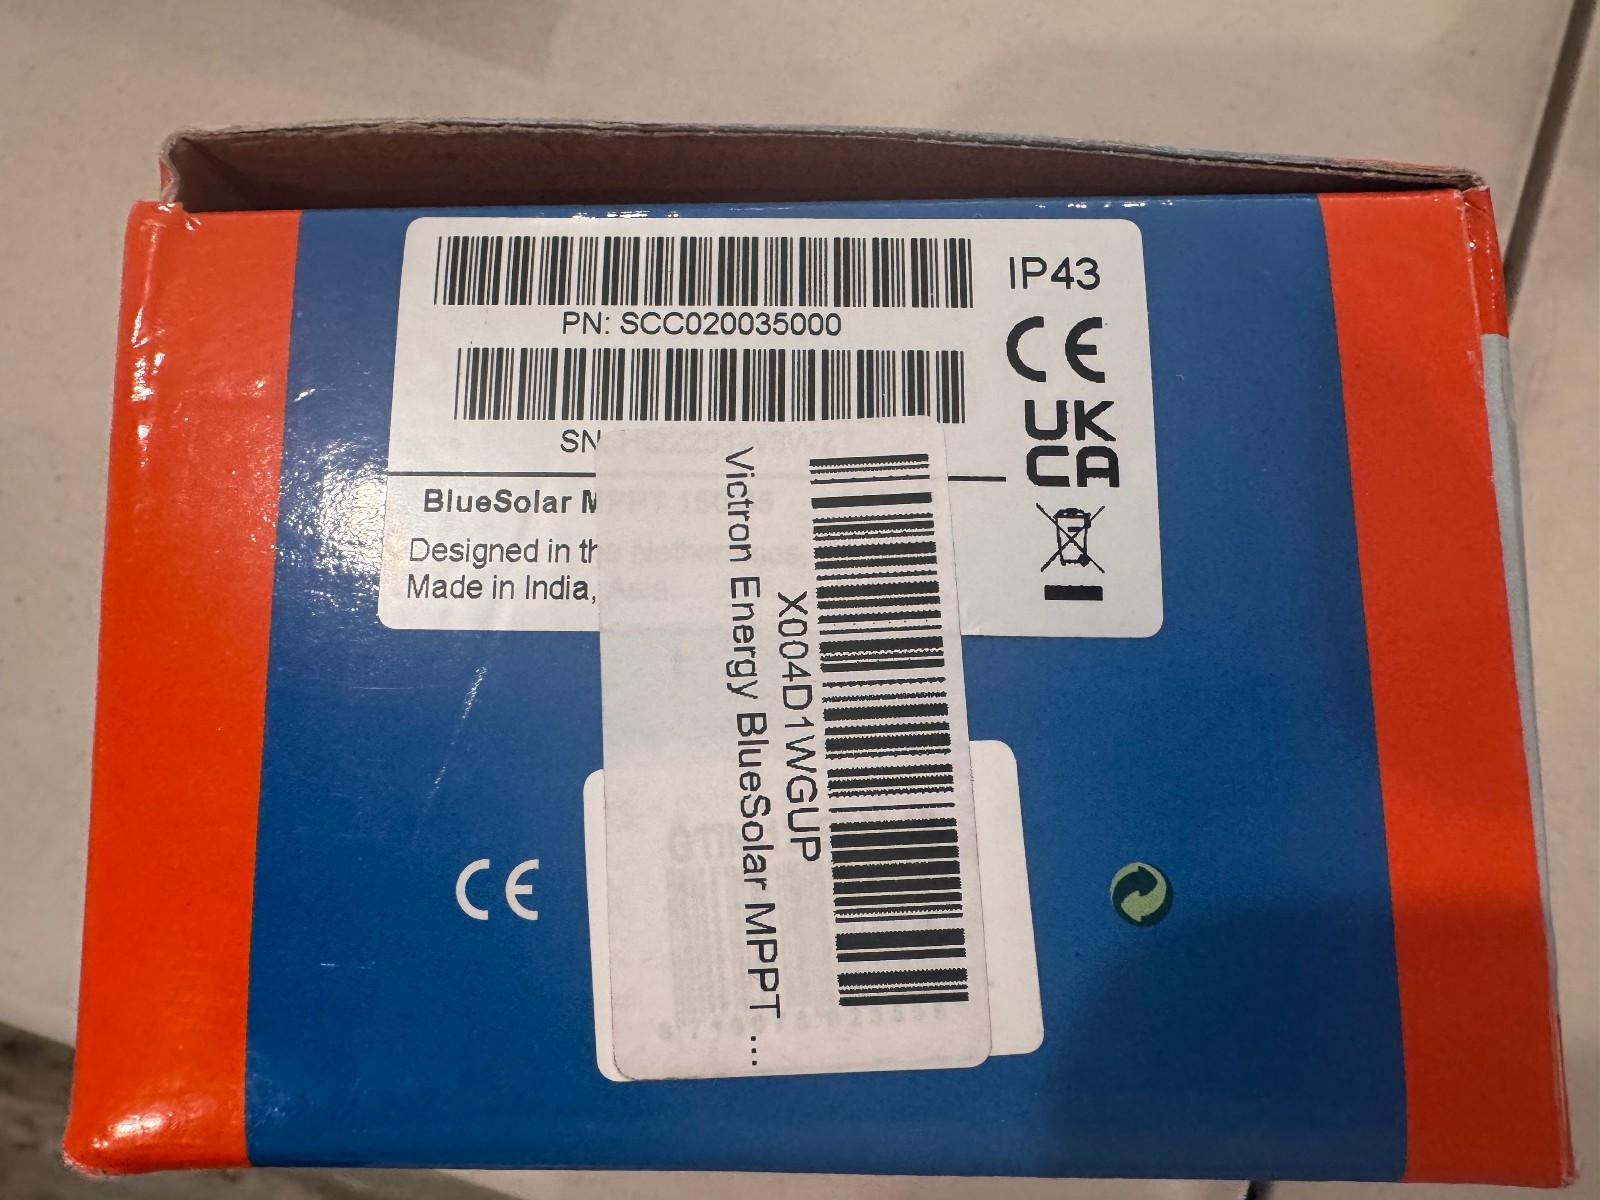 IP43
PN: SCC020035000
CE
UK
CA
SN
BlueSolar M
Designed in th
Made in India, Asia
X004D1WGUP
Victron Energy BlueSolar MPPT ...
CE